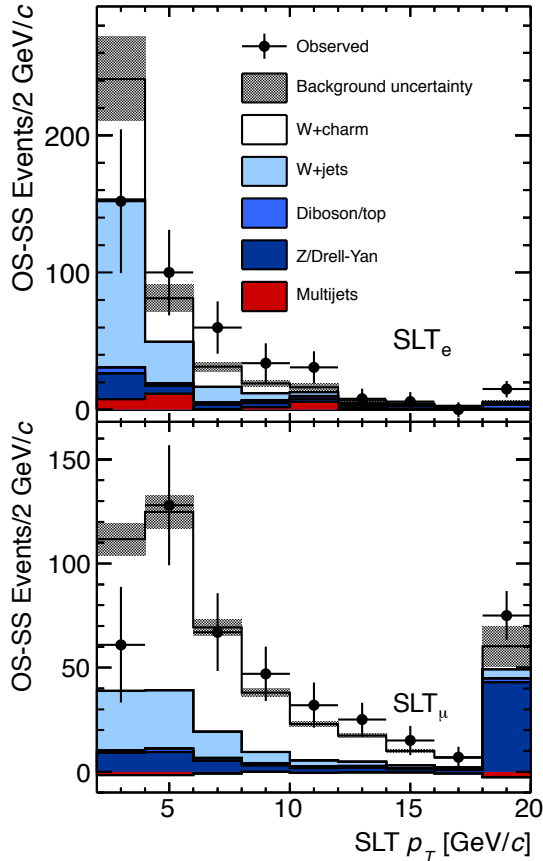 OS-SS Events/2 GeV/c
200
100
0
Observed
Background uncertainty
W+charm
W+jets
Diboson/top
Z/Drell-Yan
Multijets
SLTe
OS-SS Events/2 GeV/c
150
100
50
0
SLTμ
5 10 15 20
SLT pT [GeV/c]